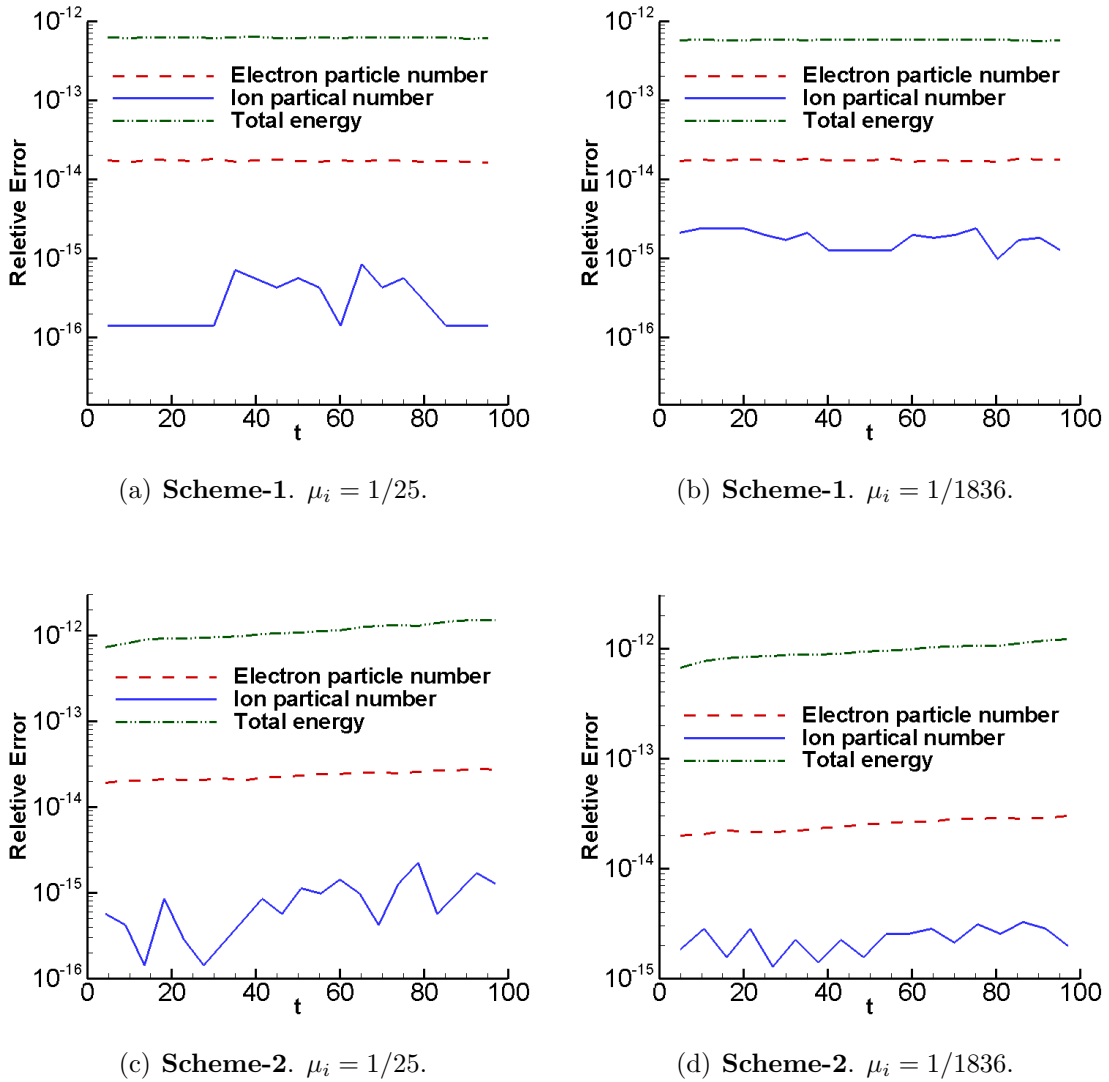 10^-12
10^-13
10^-14
10^-15
10^-16
Reletive Error
Electron particle number
Ion partical number
Total energy
0 20 40 60 80 100
t
(a) Scheme-1. μ_i = 1/25.
10^-12
10^-13
10^-14
10^-15
10^-16
Reletive Error
Electron particle number
Ion partical number
Total energy
0 20 40 60 80 100
t
(b) Scheme-1. μ_i = 1/1836.
10^-12
10^-13
10^-14
10^-15
10^-16
Reletive Error
Electron particle number
Ion partical number
Total energy
0 20 40 60 80 100
t
(c) Scheme-2. μ_i = 1/25.
10^-12
10^-13
10^-14
10^-15
Reletive Error
Electron particle number
Ion partical number
Total energy
0 20 40 60 80 100
t
(d) Scheme-2. μ_i = 1/1836.